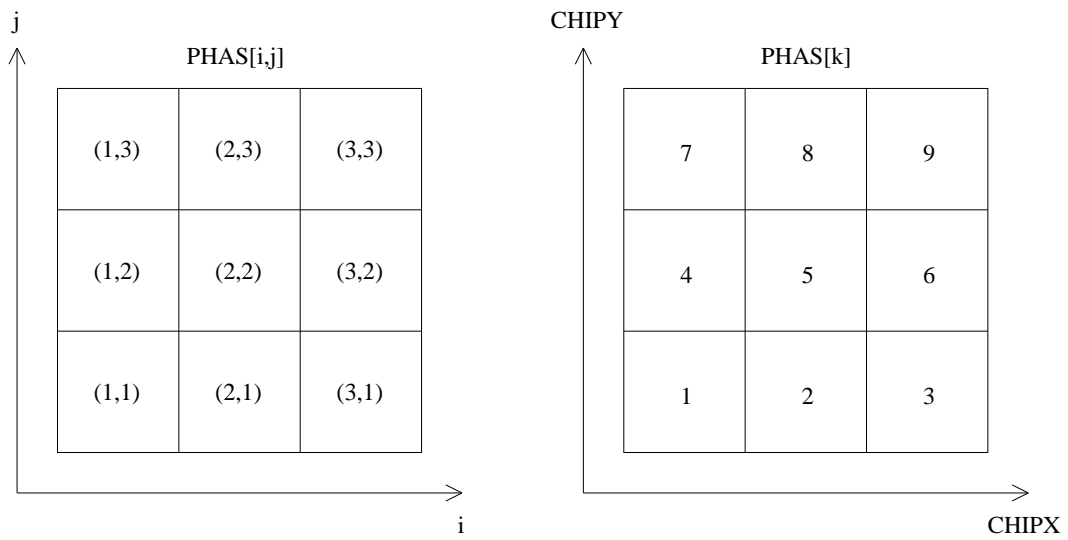 j
PHAS[i,j]
(1,3) (2,3) (3,3)
(1,2) (2,2) (3,2)
(1,1) (2,1) (3,1)
i
CHIPY
PHAS[k]
7 8 9
4 5 6
1 2 3
CHIPX